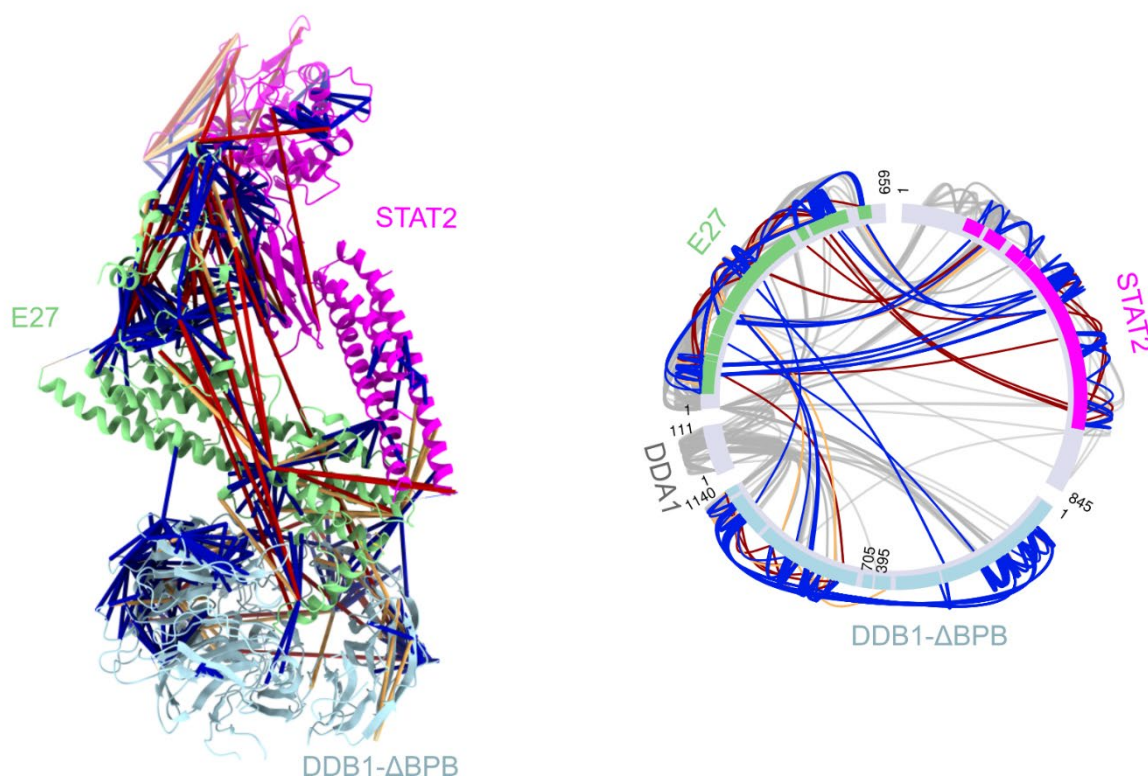 STAT2
E27
DDB1-ΔBPB
E27
659
1
STAT2
1
111
DDA1
1
1140
705
395
845
1
DDB1-ΔBPB